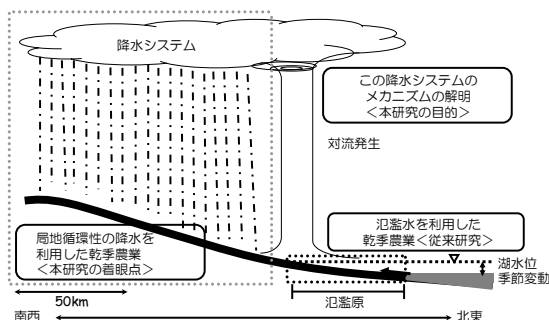 降水システム
この降水システムの
メカニズムの解明
<本研究の目的>
対流発生
氾濫水を利用した
乾季農業<従来研究>
局地循環性の降水を
利用した乾季農業
<本研究の着眼点>
湖水位
季節変動
50km
氾濫原
南西
北東